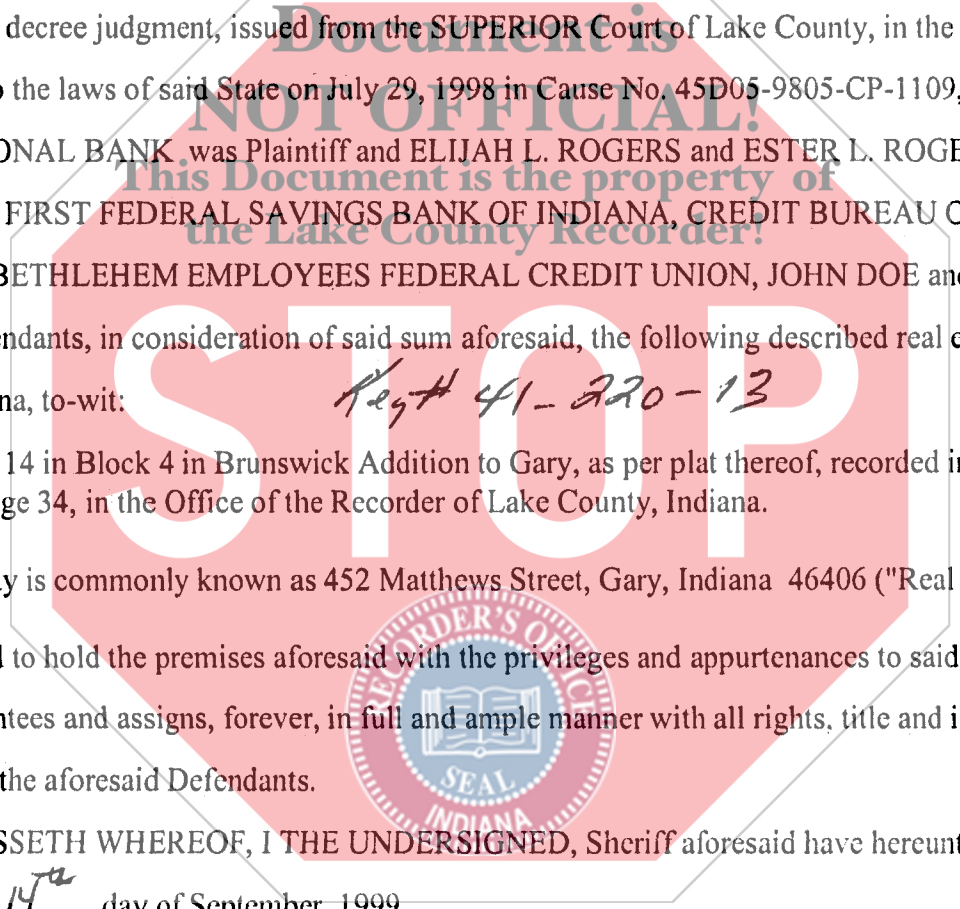 decree judgment, issued from the SUPERIOR Court of Lake County, in the
Document is
the laws of said State on July 29, 1998 in Cause No. 45D05-9805-CP-1109,
NOT OFFICIAL!
ONAL BANK was Plaintiff and ELIJAH L. ROGERS and ESTER L. ROGE
This Document is the property of
FIRST FEDERAL SAVINGS BANK OF INDIANA, CREDIT BUREAU O
the Lake County Recorder!
BETHLEHEM EMPLOYEES FEDERAL CREDIT UNION, JOHN DOE and
ndants, in consideration of said sum aforesaid, the following described real e
na, to-wit: Key# 41-220-13
STOP
14 in Block 4 in Brunswick Addition to Gary, as per plat thereof, recorded in
ge 34, in the Office of the Recorder of Lake County, Indiana.
y is commonly known as 452 Matthews Street, Gary, Indiana 46406 ("Real
RECORDER'S OFFICE
to hold the premises aforesaid with the privileges and appurtenances to said
ntees and assigns, forever, in full and ample manner with all rights, title and i
the aforesaid Defendants.
SEAL
INDIANA
SSETH WHEREOF, I THE UNDERSIGNED, Sheriff aforesaid have hereunt
14th day of September, 1999